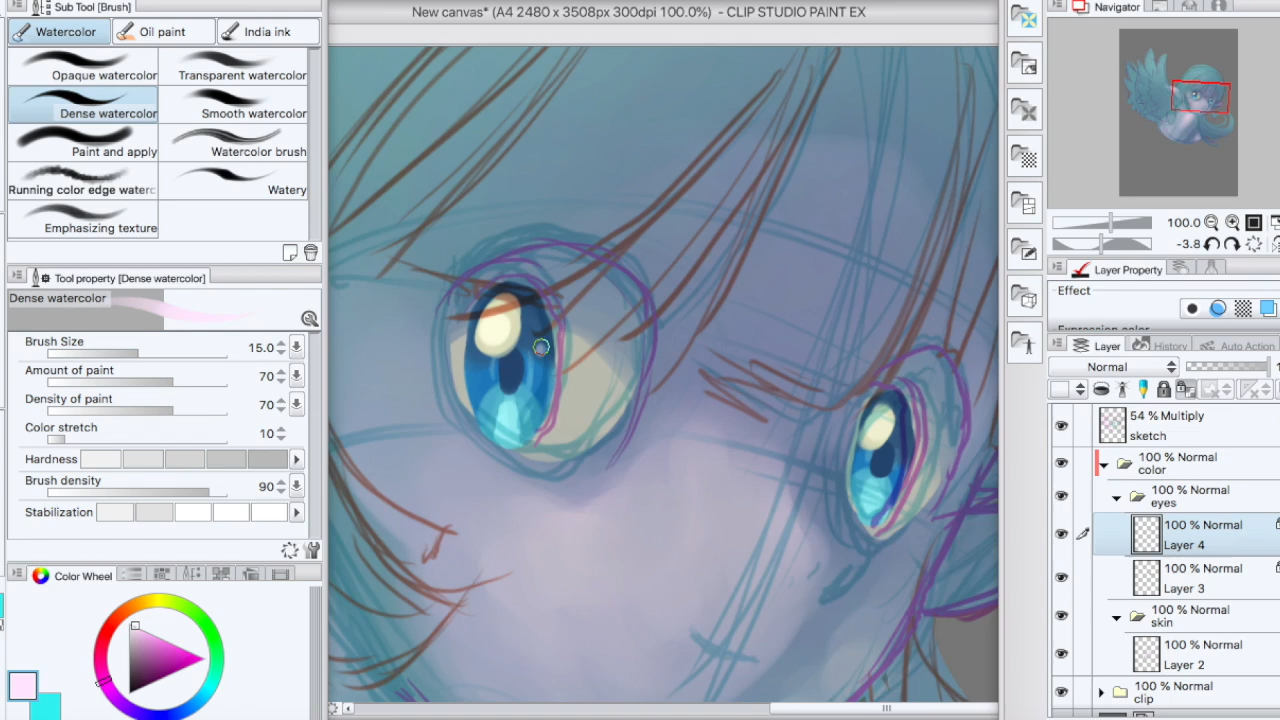 Sub Tool [Brush]
New canvas* (A4 2480 x 3508px 300dpi 100.0%) - CLIP STUDIO PAINT EX
Navigator
Watercolor
Oil paint
India ink
Opaque watercolor
Transparent watercolor
Dense watercolor
Smooth watercolor
Paint and apply
Watercolor brush
Running color edge waterc
Watery
Emphasizing texture
Tool property [Dense watercolor]
Dense watercolor
Brush Size 15.0
Amount of paint 70
Density of paint 70
Color stretch 10
Hardness
Brush density 90
Stabilization
Color Wheel
100.0
-3.8
Layer Property
Effect
Expression color
Layer
History
Auto Action
Normal
54 % Multiply
sketch
100 % Normal
color
100 % Normal
eyes
100 % Normal
Layer 4
100 % Normal
Layer 3
100 % Normal
skin
100 % Normal
Layer 2
100 % Normal
clip